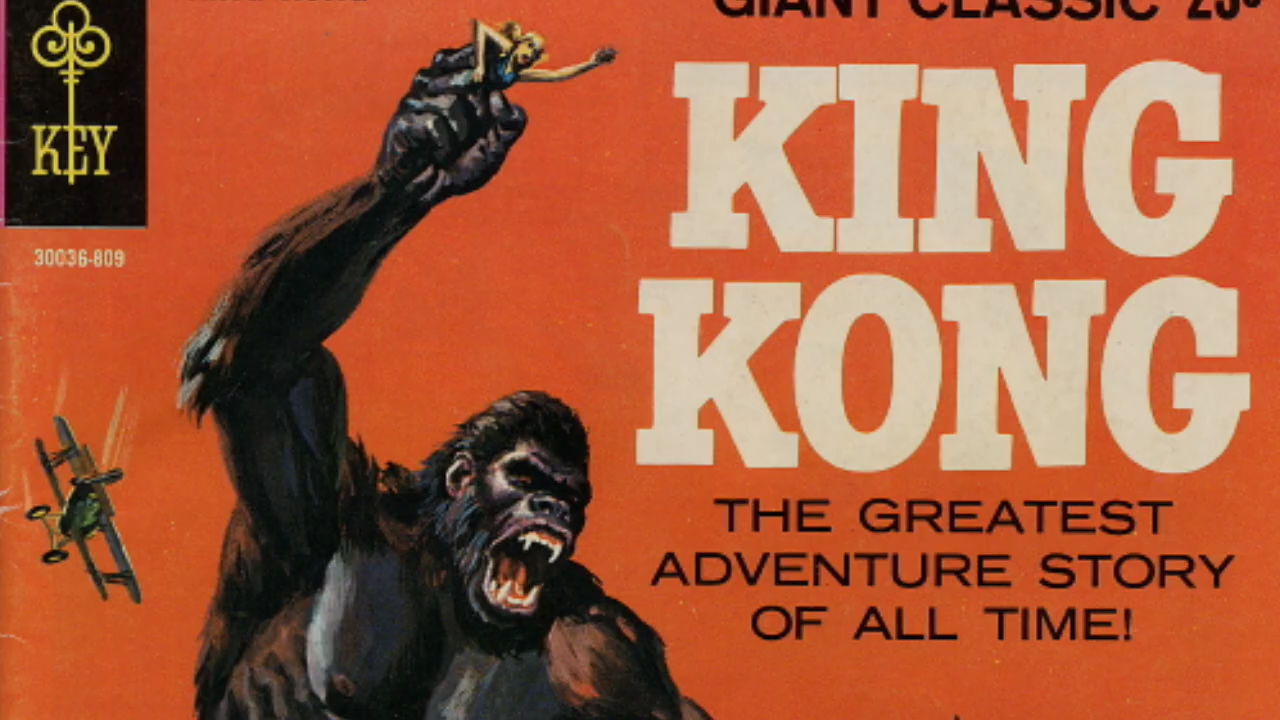 GIANT CLASSIC 25¢
KEY
30036-809
KING
KONG
THE GREATEST
ADVENTURE STORY
OF ALL TIME!